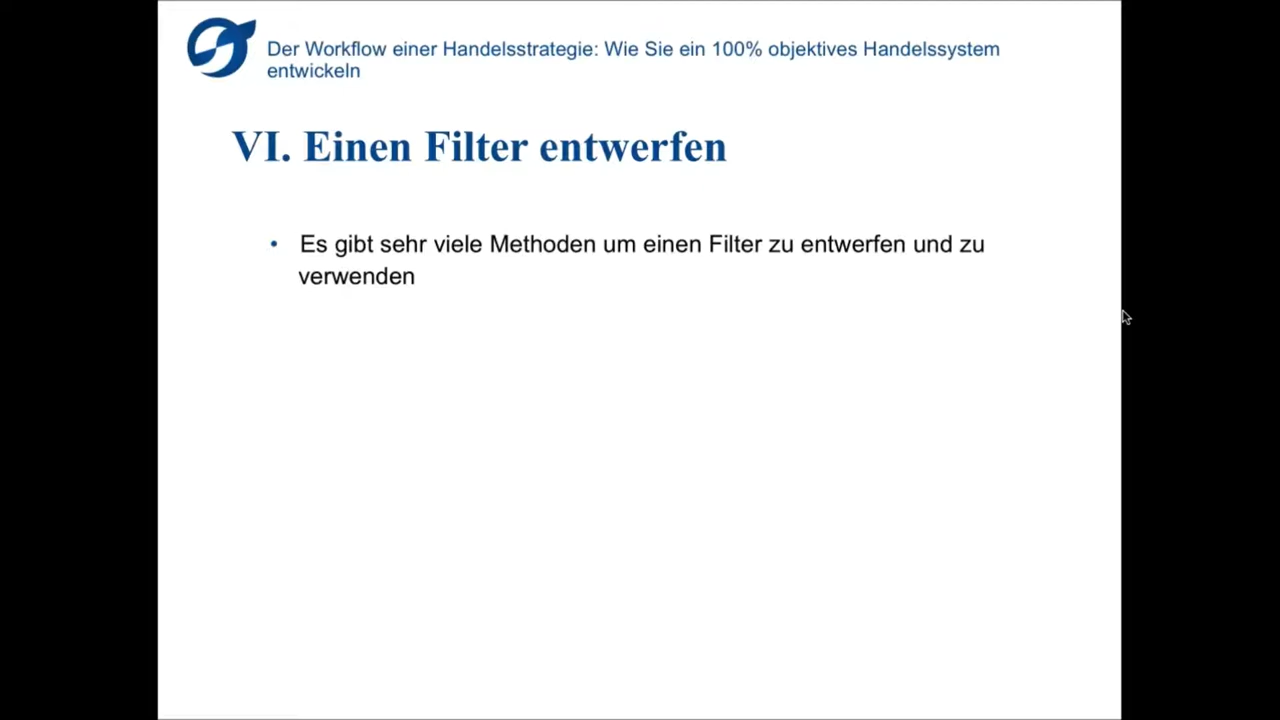 Der Workflow einer Handelsstrategie: Wie Sie ein 100% objektives Handelssystem
entwickeln
VI. Einen Filter entwerfen
• Es gibt sehr viele Methoden um einen Filter zu entwerfen und zu
verwenden